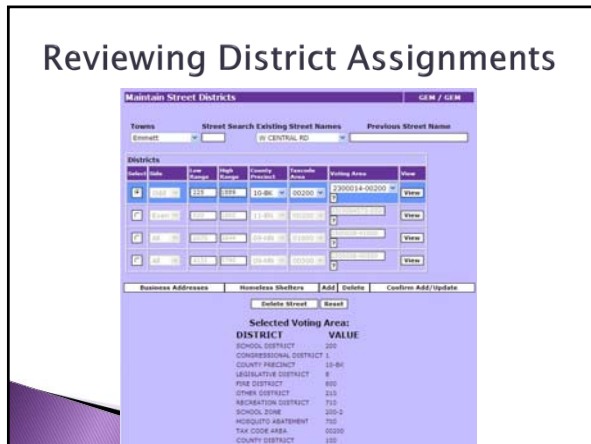 Reviewing District Assignments
Maintain Street Districts GEM / GEM
Towns Street Search Existing Street Names Previous Street Name
Emmett W CENTRAL RD
Districts
Select Side Low Range High Range County Precinct Taxcode Area Voting Area View
Odd 225 1899 10-BK 00200 2300014-00200 View
Even View
All View
All View
Business Addresses Homeless Shelters Add Delete Confirm Add/Update
Delete Street Reset
Selected Voting Area:
DISTRICT VALUE
SCHOOL DISTRICT 200
CONGRESSIONAL DISTRICT 1
COUNTY PRECINCT 10-BK
LEGISLATIVE DISTRICT 8
FIRE DISTRICT 600
OTHER DISTRICT 210
RECREATION DISTRICT 710
SCHOOL ZONE 200-2
MOSQUITO ABATEMENT 700
TAX CODE AREA 00200
COUNTY DISTRICT 100